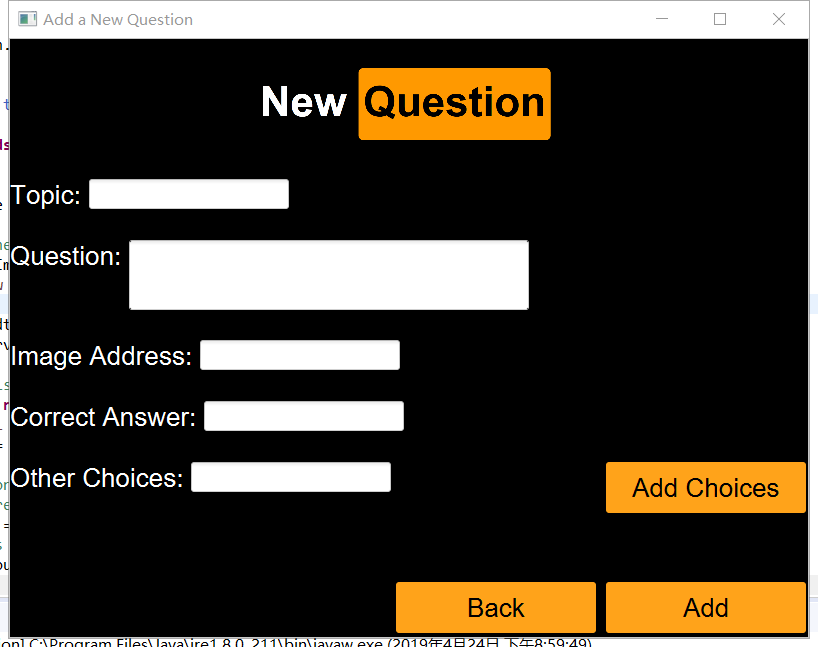 Add a New Question
New Question
Topic:
Question:
Image Address:
Correct Answer:
Other Choices:
Add Choices
Back Add
C:\Program Files\Java\jre1.8.0_211\bin\javaw.exe (2019年4月24日 下午8:59:49)